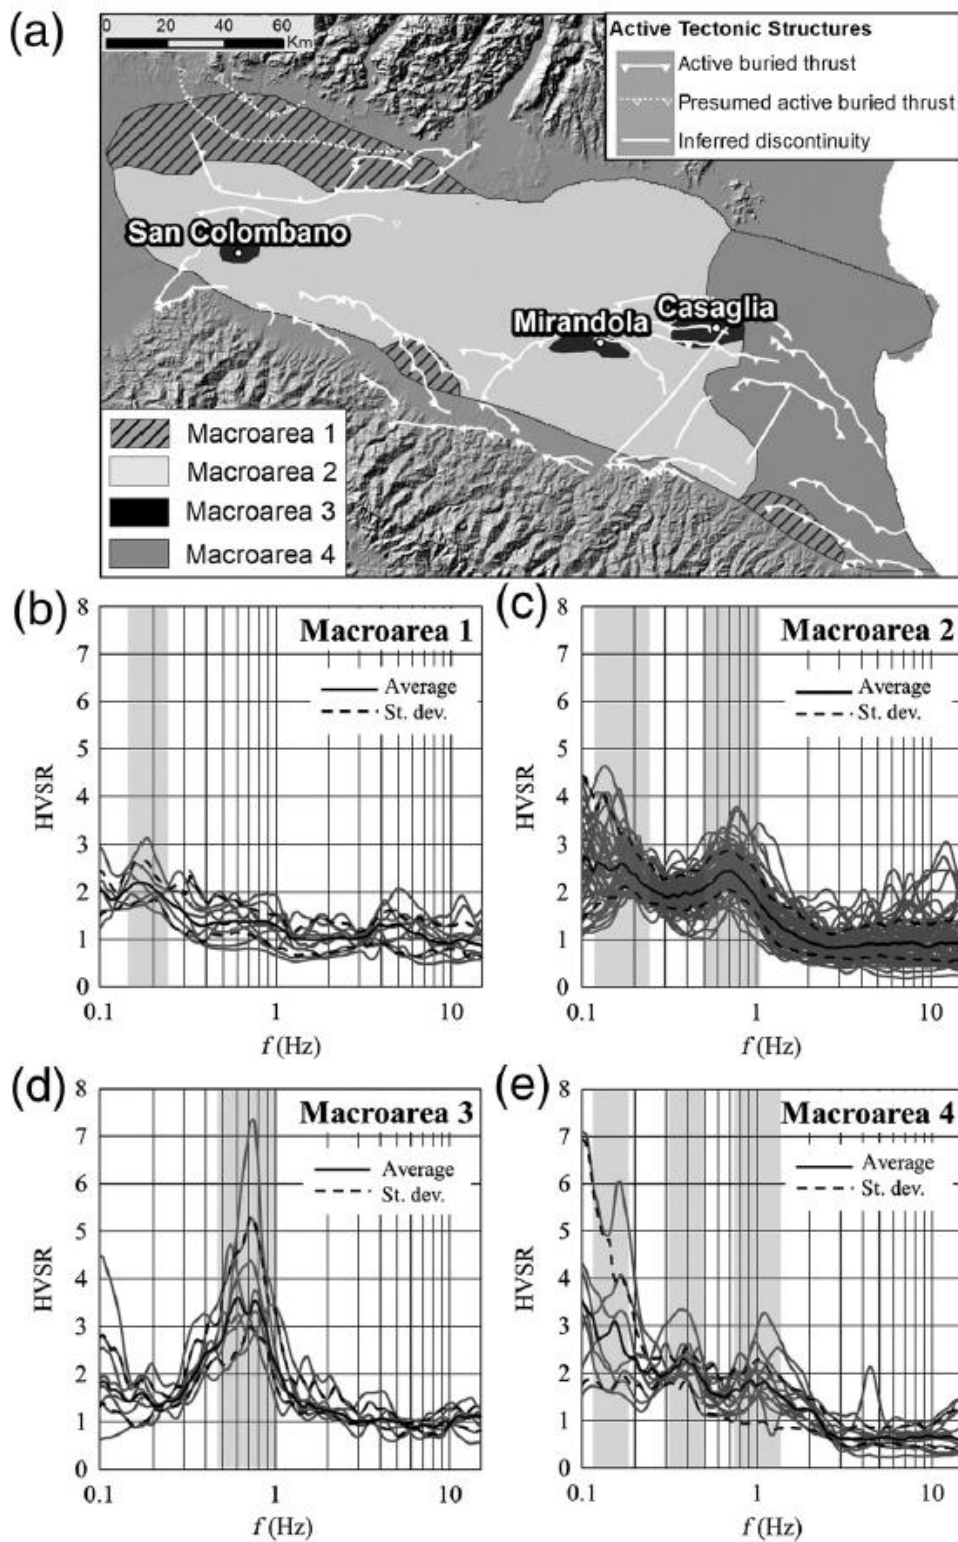 (a)
0 20 40 60
Km
Active Tectonic Structures
Active buried thrust
Presumed active buried thrust
Inferred discontinuity
San Colombano
Mirandola
Casaglia
Macroarea 1
Macroarea 2
Macroarea 3
Macroarea 4
(b)
Macroarea 1
Average
St. dev.
HVSR
8
7
6
5
4
3
2
1
0
0.1 1 10
f (Hz)
(c)
Macroarea 2
Average
St. dev.
HVSR
8
7
6
5
4
3
2
1
0
0.1 1 10
f (Hz)
(d)
Macroarea 3
Average
St. dev.
HVSR
8
7
6
5
4
3
2
1
0
0.1 1 10
f (Hz)
(e)
Macroarea 4
Average
St. dev.
HVSR
8
7
6
5
4
3
2
1
0
0.1 1 10
f (Hz)